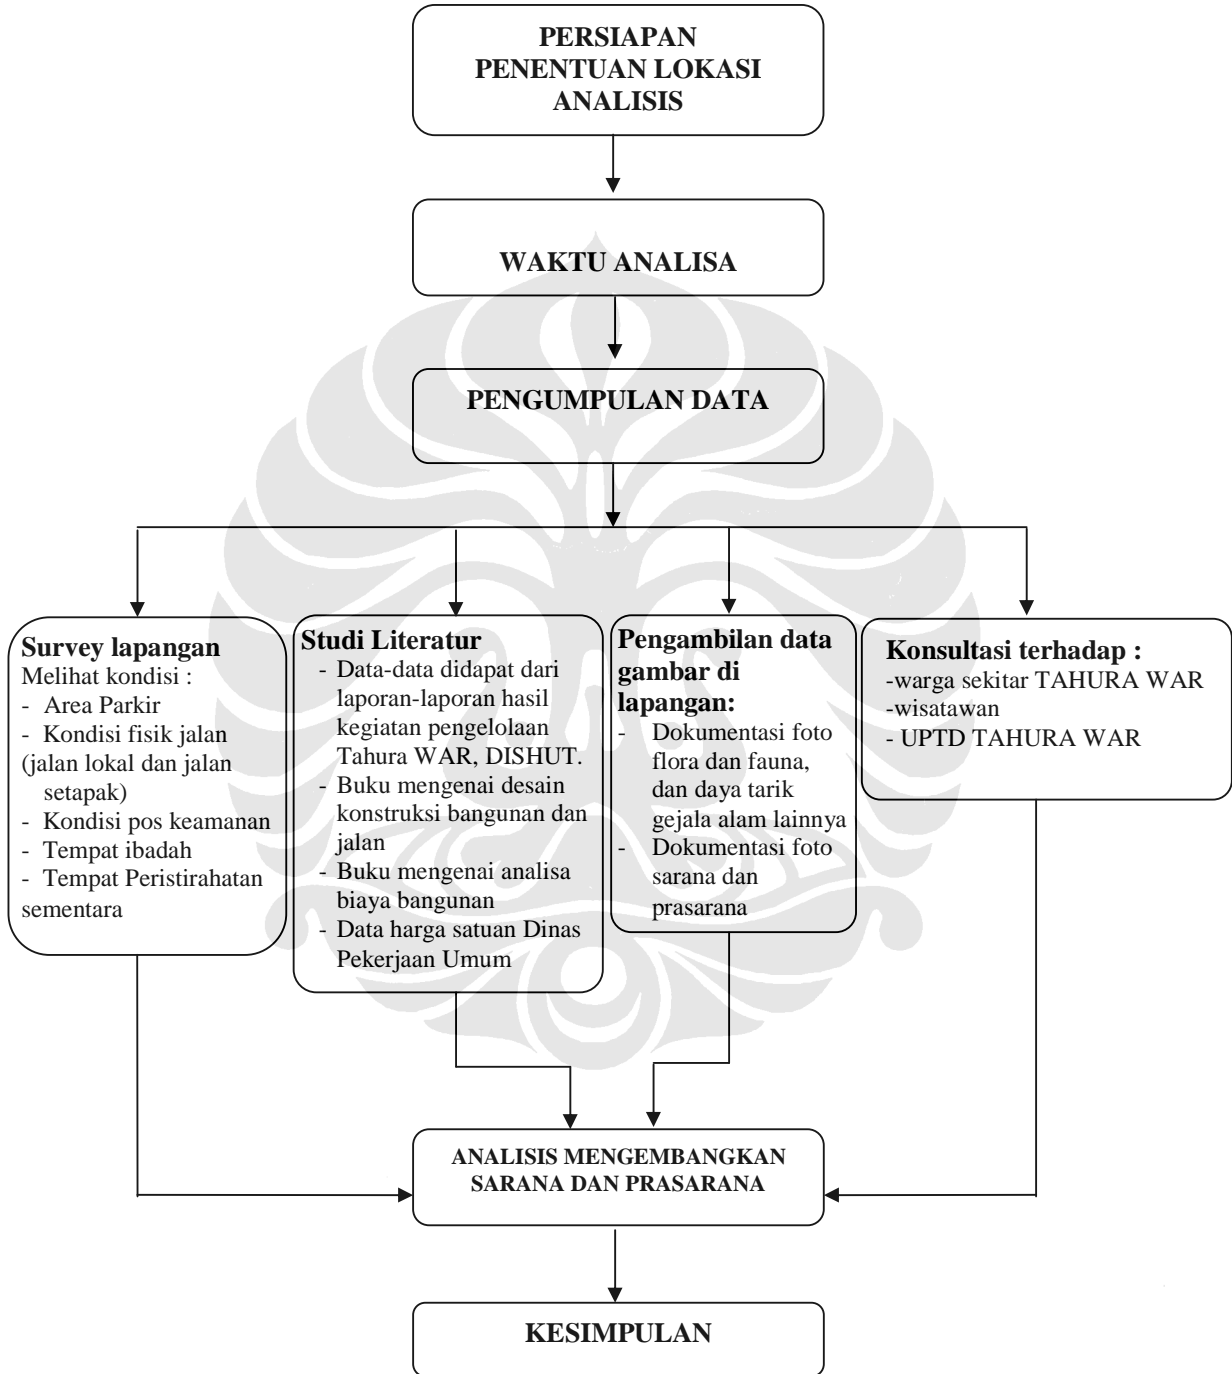 PERSIAPAN
PENENTUAN LOKASI
ANALISIS
WAKTU ANALISA
PENGUMPULAN DATA
Survey lapangan
Melihat kondisi :
- Area Parkir
- Kondisi fisik jalan
(jalan lokal dan jalan
setapak)
- Kondisi pos keamanan
- Tempat ibadah
- Tempat Peristirahatan
sementara
Studi Literatur
- Data-data didapat dari
laporan-laporan hasil
kegiatan pengelolaan
Tahura WAR, DISHUT.
- Buku mengenai desain
konstruksi bangunan dan
jalan
- Buku mengenai analisa
biaya bangunan
- Data harga satuan Dinas
Pekerjaan Umum
Pengambilan data
gambar di
lapangan:
- Dokumentasi foto
flora dan fauna,
dan daya tarik
gejala alam lainnya
- Dokumentasi foto
sarana dan
prasarana
Konsultasi terhadap :
-warga sekitar TAHURA WAR
-wisatawan
- UPTD TAHURA WAR
ANALISIS MENGEMBANGKAN
SARANA DAN PRASARANA
KESIMPULAN